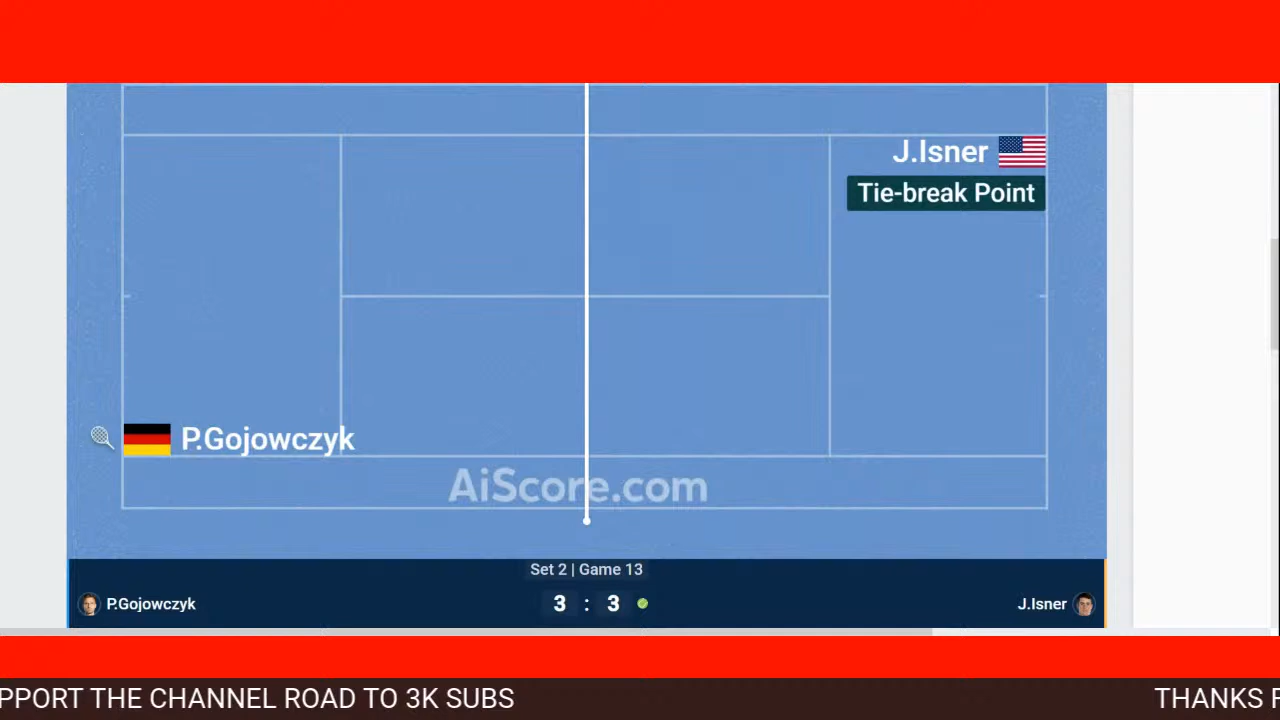 J.Isner
Tie-break Point
P.Gojowczyk
AiScore.com
Set 2 | Game 13
P.Gojowczyk 3 : 3 J.Isner
PPORT THE CHANNEL ROAD TO 3K SUBS THANKS F